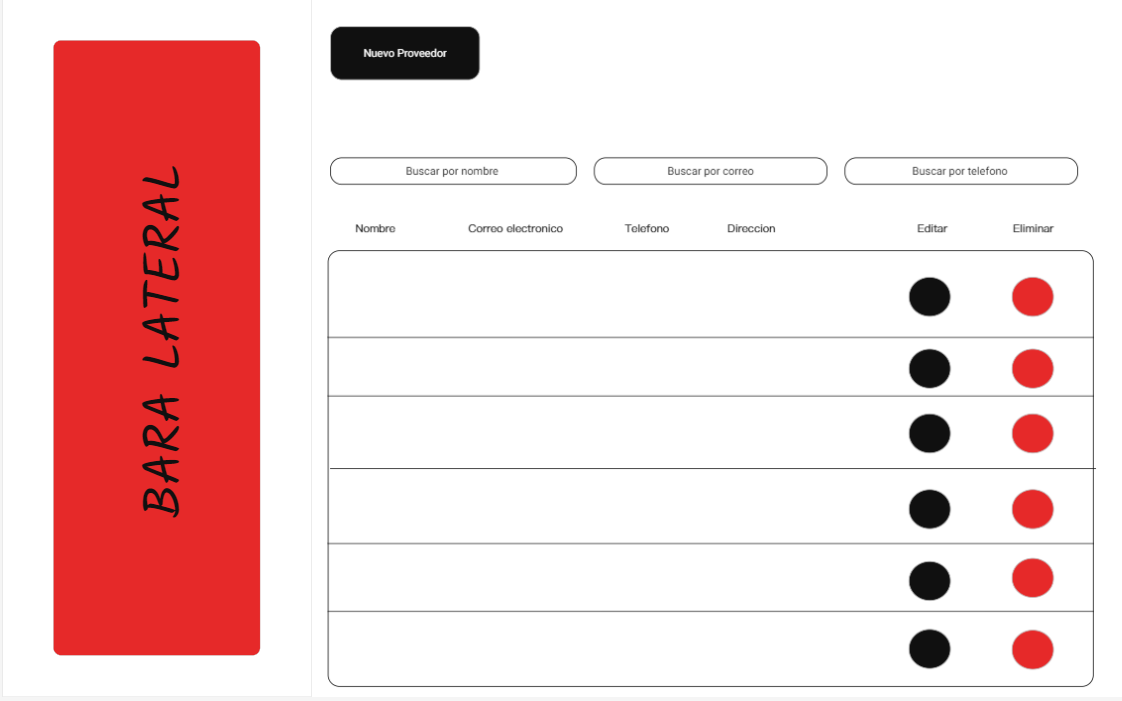 BARA LATERAL
Nuevo Proveedor
Buscar por nombre
Buscar por correo
Buscar por telefono
Nombre
Correo electronico
Telefono
Direccion
Editar
Eliminar